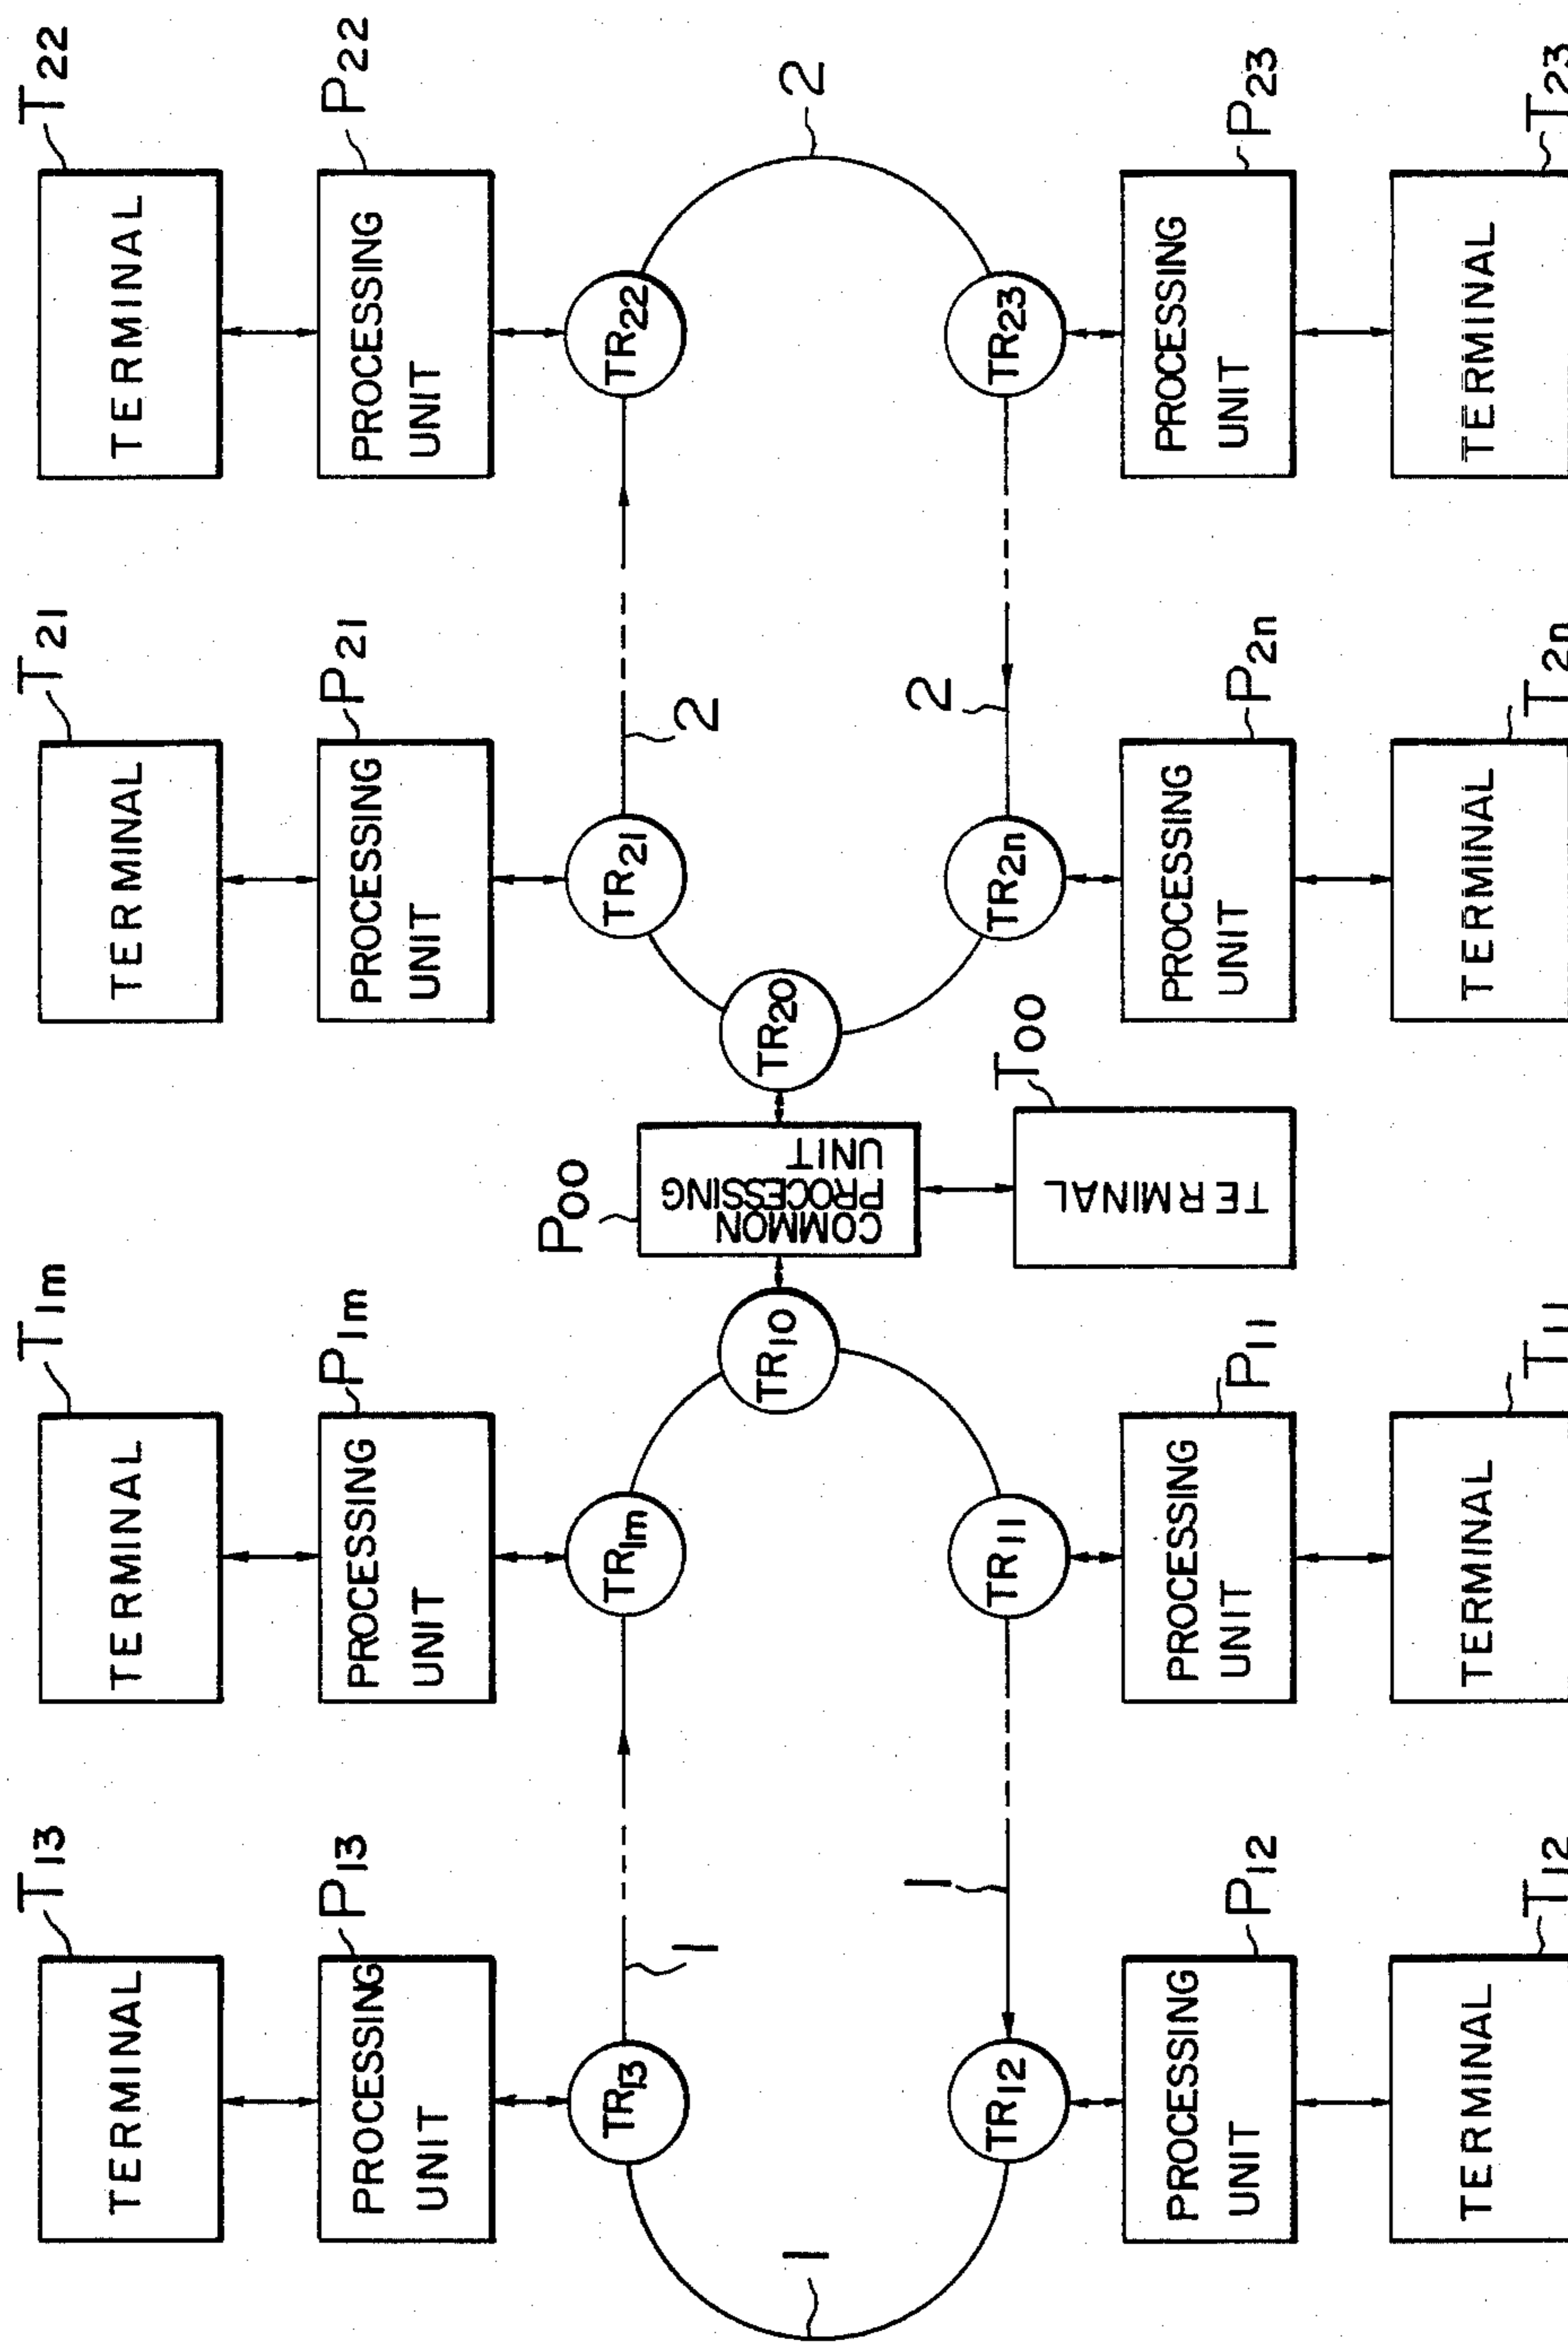 T13
TERMINAL
P13
PROCESSING
UNIT
TR13
1
T1m
TERMINAL
P1m
PROCESSING
UNIT
TR1m
T21
TERMINAL
P21
PROCESSING
UNIT
TR21
2
T22
TERMINAL
P22
PROCESSING
UNIT
TR22
1
TR10
P00
COMMON
PROCESSING
UNIT
TR20
2
T00
TERMINAL
TR12
1
P12
PROCESSING
UNIT
T12
TERMINAL
TR11
P11
PROCESSING
UNIT
T11
TERMINAL
TR2n
2
P2n
PROCESSING
UNIT
T2n
TERMINAL
TR23
P23
PROCESSING
UNIT
T23
TERMINAL